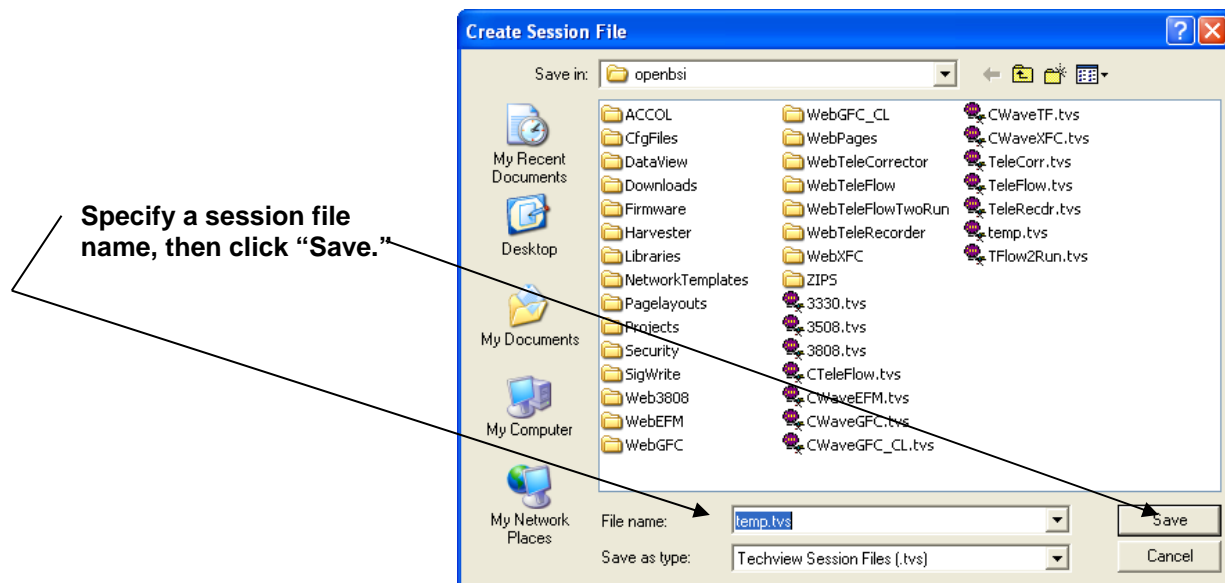 Create Session File
Save in: openbsi
Specify a session file
name, then click “Save.”
My Recent
Documents
Desktop
My Documents
My Computer
My Network
Places
ACCOL
CfgFiles
DataView
Downloads
Firmware
Harvester
Libraries
NetworkTemplates
Pagelayouts
Projects
Security
SigWrite
Web3808
WebEFM
WebGFC
WebGFC_CL
WebPages
WebTeleCorrector
WebTeleFlow
WebTeleFlowTwoRun
WebTeleRecorder
WebXFC
ZIPS
3330.tvs
3508.tvs
3808.tvs
CTeleFlow.tvs
CWaveEFM.tvs
CWaveGFC.tvs
CWaveGFC_CL.tvs
CWaveTF.tvs
CWaveXFC.tvs
TeleCorr.tvs
TeleFlow.tvs
TeleRecdr.tvs
temp.tvs
TFlow2Run.tvs
File name: temp.tvs Save
Save as type: Techview Session Files (.tvs) Cancel